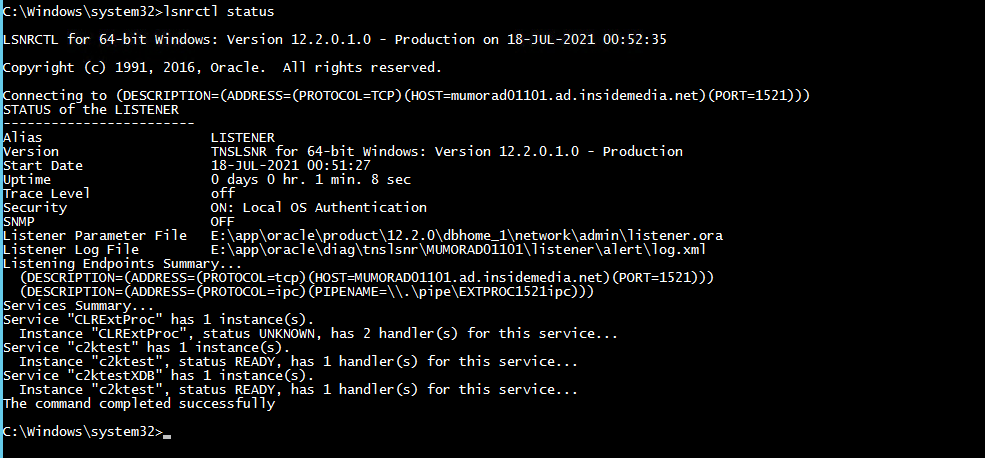 C:\Windows\system32>lsnrctl status
LSNRCTL for 64-bit Windows: Version 12.2.0.1.0 - Production on 18-JUL-2021 00:52:35
Copyright (c) 1991, 2016, Oracle.  All rights reserved.
Connecting to (DESCRIPTION=(ADDRESS=(PROTOCOL=TCP)(HOST=mumorad01101.ad.insidemedia.net)(PORT=1521)))
STATUS of the LISTENER
------------------------
Alias                     LISTENER
Version                   TNSLSNR for 64-bit Windows: Version 12.2.0.1.0 - Production
Start Date                18-JUL-2021 00:51:27
Uptime                    0 days 0 hr. 1 min. 8 sec
Trace Level               off
Security                  ON: Local OS Authentication
SNMP                      OFF
Listener Parameter File   E:\app\oracle\product\12.2.0\dbhome_1\network\admin\listener.ora
Listener Log File         E:\app\oracle\diag\tnslsnr\MUMORAD01101\listener\alert\log.xml
Listening Endpoints Summary...
  (DESCRIPTION=(ADDRESS=(PROTOCOL=tcp)(HOST=MUMORAD01101.ad.insidemedia.net)(PORT=1521)))
  (DESCRIPTION=(ADDRESS=(PROTOCOL=ipc)(PIPENAME=\\.\pipe\EXTPROC1521ipc)))
Services Summary...
Service "CLRExtProc" has 1 instance(s).
  Instance "CLRExtProc", status UNKNOWN, has 2 handler(s) for this service...
Service "c2ktest" has 1 instance(s).
  Instance "c2ktest", status READY, has 1 handler(s) for this service...
Service "c2ktestXDB" has 1 instance(s).
  Instance "c2ktest", status READY, has 1 handler(s) for this service...
The command completed successfully
C:\Windows\system32>